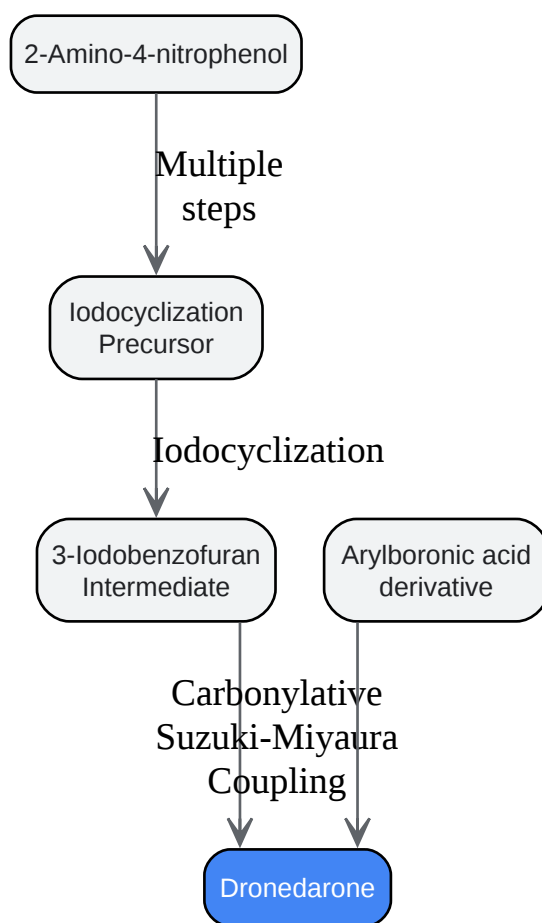 2-Amino-4-nitrophenol
Multiple
steps
Iodocyclization
Precursor
Iodocyclization
3-Iodobenzofuran
Intermediate
Arylboronic acid
derivative
Carbonylative
Suzuki-Miyaura
Coupling
Dronedarone